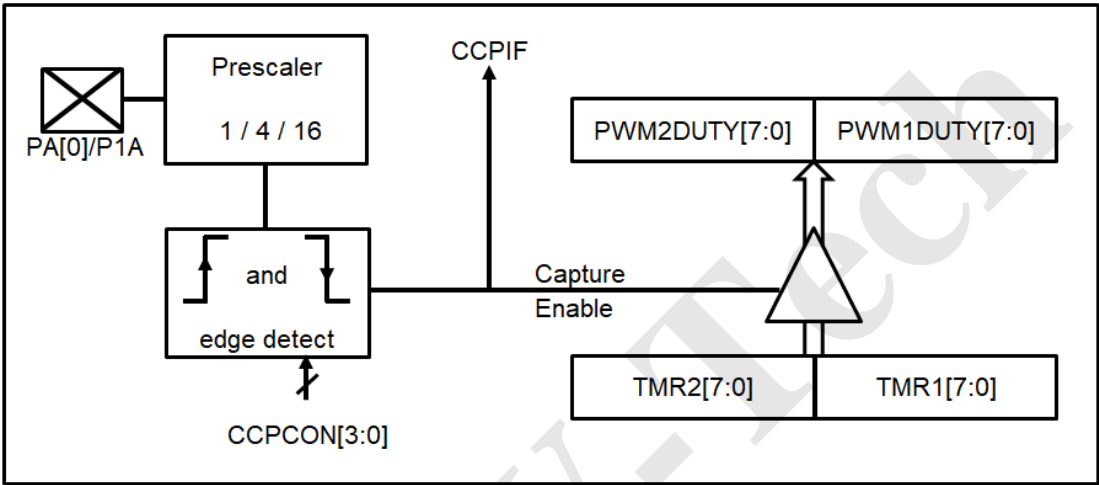 Prescaler
1 / 4 / 16
PA[0]/P1A
CCPIF
PWM2DUTY[7:0]
PWM1DUTY[7:0]
and
edge detect
Capture
Enable
CCPCON[3:0]
TMR2[7:0]
TMR1[7:0]
Y-Tech